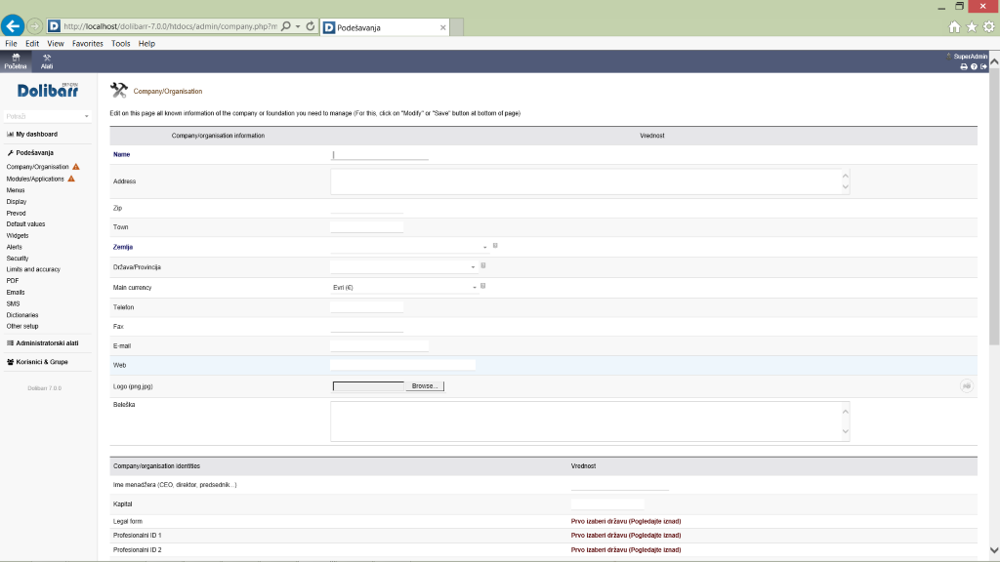 http://localhost/dolibarr-7.0.0/htdocs/admin/company.php?m
Podešavanja
File Edit View Favorites Tools Help
Početna
Alati
SuperAdmin
Dolibarr
Potraži
My dashboard
Podešavanja
Company/Organisation
Modules/Applications
Menus
Display
Prevod
Default values
Widgets
Alerts
Security
Limits and accuracy
PDF
Emails
SMS
Dictionaries
Other setup
Administratorski alati
Korisnici & Grupe
Dolibarr 7.0.0
Company/Organisation
Edit on this page all known information of the company or foundation you need to manage (For this, click on "Modify" or "Save" button at bottom of page)
Company/organisation information Vrednost
Name
Address
Zip
Town
Zemlja
Država/Provincija
Main currency Evri (€)
Telefon
Fax
E-mail
Web
Logo (png,jpg) Browse...
Beleška
Company/organisation identities Vrednost
Ime menadžera (CEO, direktor, predsednik...)
Kapital
Legal form Prvo izaberi državu (Pogledajte iznad)
Profesionalni ID 1 Prvo izaberi državu (Pogledajte iznad)
Profesionalni ID 2 Prvo izaberi državu (Pogledajte iznad)